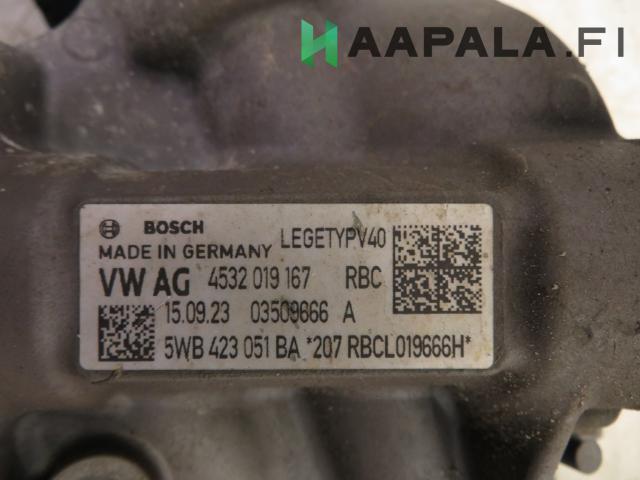 HAAPALA.FI
BOSCH LEGETYPV40
MADE IN GERMANY
VW AG 4532 019 167 RBC
15.09.23 03509666 A
5WB 423 051 BA *207 RBCL019666H*